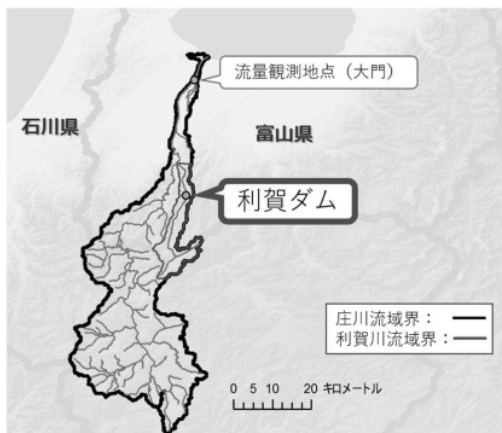 流量観測地点（大門）
石川県
富山県
利賀ダム
庄川流域界：
利賀川流域界：
0 5 10 20 キロメートル